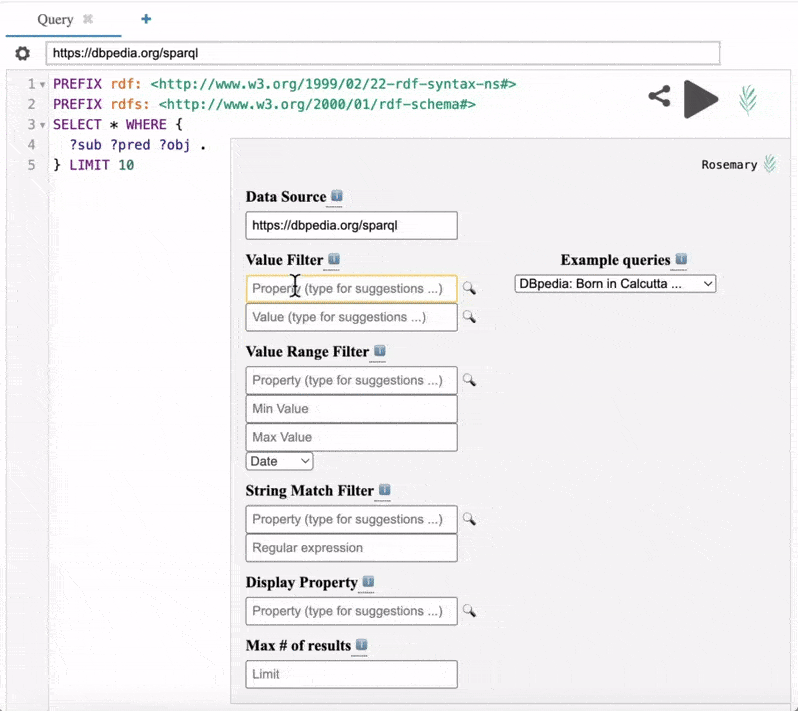 Query ✖ +
https://dbpedia.org/sparql
1 PREFIX rdf: <http://www.w3.org/1999/02/22-rdf-syntax-ns#>
2 PREFIX rdfs: <http://www.w3.org/2000/01/rdf-schema#>
3 SELECT * WHERE {
4 ?sub ?pred ?obj .
5 } LIMIT 10
Rosemary
Data Source
https://dbpedia.org/sparql
Value Filter
Property (type for suggestions ...)
Value (type for suggestions ...)
Example queries
DBpedia: Born in Calcutta ...
Value Range Filter
Property (type for suggestions ...)
Min Value
Max Value
Date
String Match Filter
Property (type for suggestions ...)
Regular expression
Display Property
Property (type for suggestions ...)
Max # of results
Limit